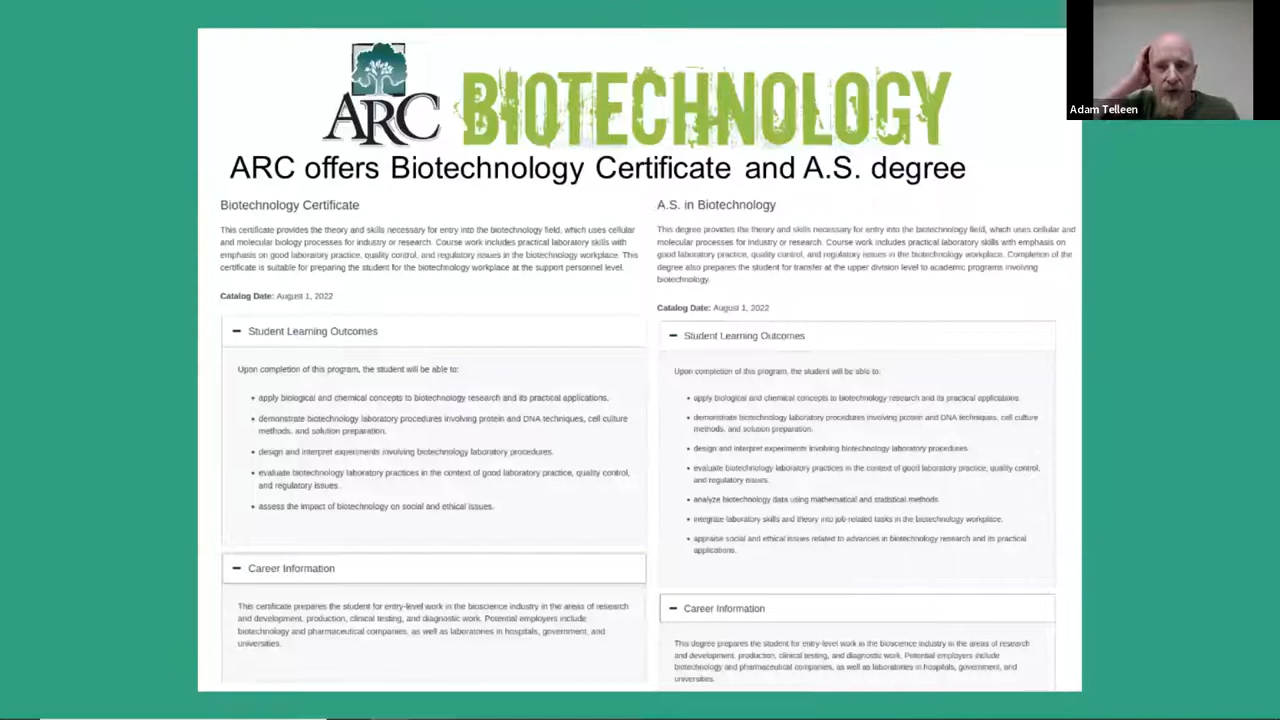 ARC
BIOTECHNOLOGY
Adam Telleen
ARC offers Biotechnology Certificate and A.S. degree
Biotechnology Certificate
This certificate provides the theory and skills necessary for entry into the biotechnology field, which uses cellular
and molecular biology processes for industry or research. Course work includes practical laboratory skills with
emphasis on good laboratory practice, quality control, and regulatory issues in the biotechnology workplace. This
certificate is suitable for preparing the student for the biotechnology workplace at the support personnel level.
Catalog Date: August 1, 2022
Student Learning Outcomes
Upon completion of this program, the student will be able to:
• apply biological and chemical concepts to biotechnology research and its practical applications.
• demonstrate biotechnology laboratory procedures involving protein and DNA techniques, cell culture
methods, and solution preparation.
• design and interpret experiments involving biotechnology laboratory procedures.
• evaluate biotechnology laboratory practices in the context of good laboratory practice, quality control,
and regulatory issues.
• assess the impact of biotechnology on social and ethical issues.
Career Information
This certificate prepares the student for entry-level work in the bioscience industry in the areas of research
and development, production, clinical testing, and diagnostic work. Potential employers include
biotechnology and pharmaceutical companies, as well as laboratories in hospitals, government, and
universities.
A.S. in Biotechnology
This degree provides the theory and skills necessary for entry into the biotechnology field, which uses cellular and
molecular processes for industry or research. Course work includes practical laboratory skills with emphasis on
good laboratory practice, quality control, and regulatory issues in the biotechnology workplace. Completion of the
degree also prepares the student for transfer at the upper division level to academic programs involving
biotechnology.
Catalog Date: August 1, 2022
Student Learning Outcomes
Upon completion of this program, the student will be able to:
• apply biological and chemical concepts to biotechnology research and its practical applications.
• demonstrate biotechnology laboratory procedures involving protein and DNA techniques, cell culture
methods, and solution preparation.
• design and interpret experiments involving biotechnology laboratory procedures.
• evaluate biotechnology laboratory practices in the context of good laboratory practice, quality control,
and regulatory issues.
• analyze biotechnology data using mathematical and statistical methods.
• integrate laboratory skills and theory into job-related tasks in the biotechnology workplace.
• appraise social and ethical issues related to advances in biotechnology research and its practical
applications.
Career Information
This degree prepares the student for entry-level work in the bioscience industry in the areas of research
and development, production, clinical testing, and diagnostic work. Potential employers include
biotechnology and pharmaceutical companies, as well as laboratories in hospitals, government, and
universities.